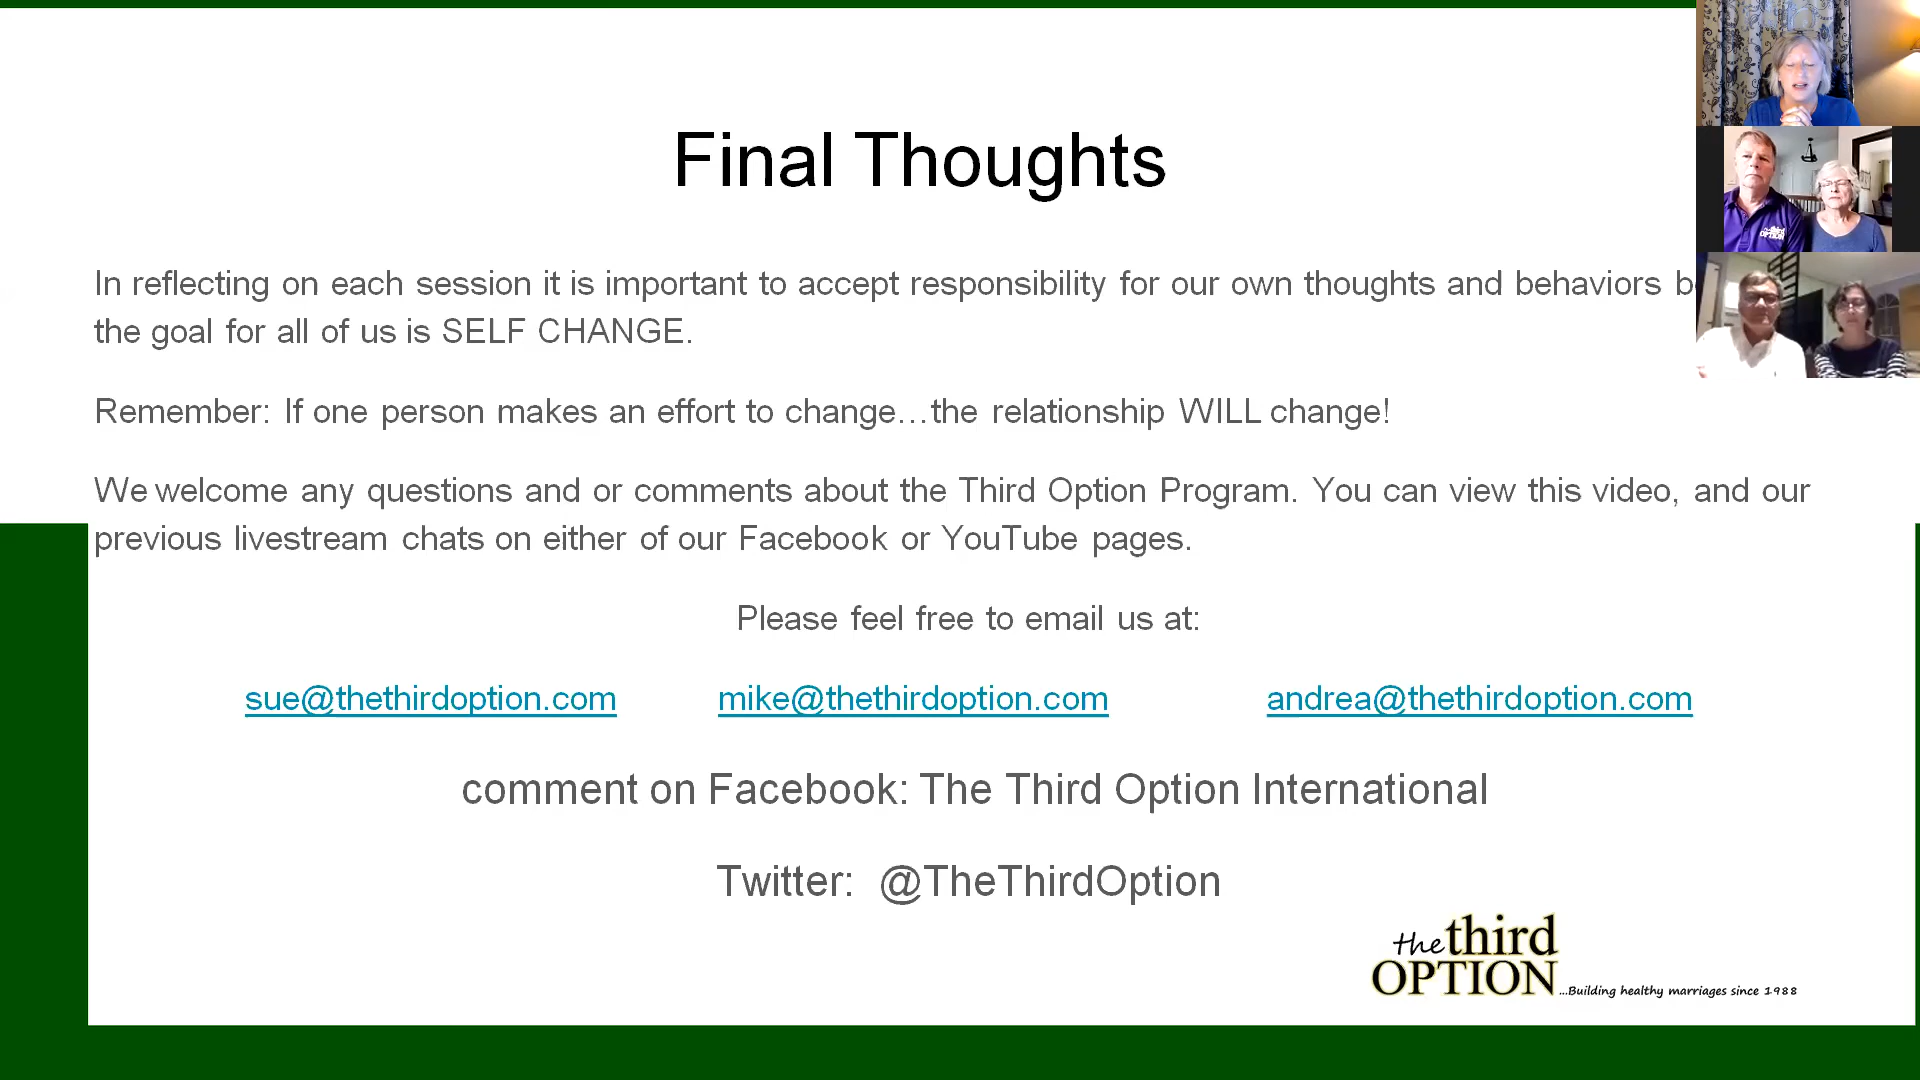 Final Thoughts
In reflecting on each session it is important to accept responsibility for our own thoughts and behaviors
the goal for all of us is SELF CHANGE.
Remember: If one person makes an effort to change...the relationship WILL change!
We welcome any questions and or comments about the Third Option Program. You can view this video, and our
previous livestream chats on either of our Facebook or YouTube pages.
Please feel free to email us at:
sue@thethirdoption.com mike@thethirdoption.com andrea@thethirdoption.com
comment on Facebook: The Third Option International
Twitter: @TheThirdOption
the third
OPTION ...Building healthy marriages since 1988